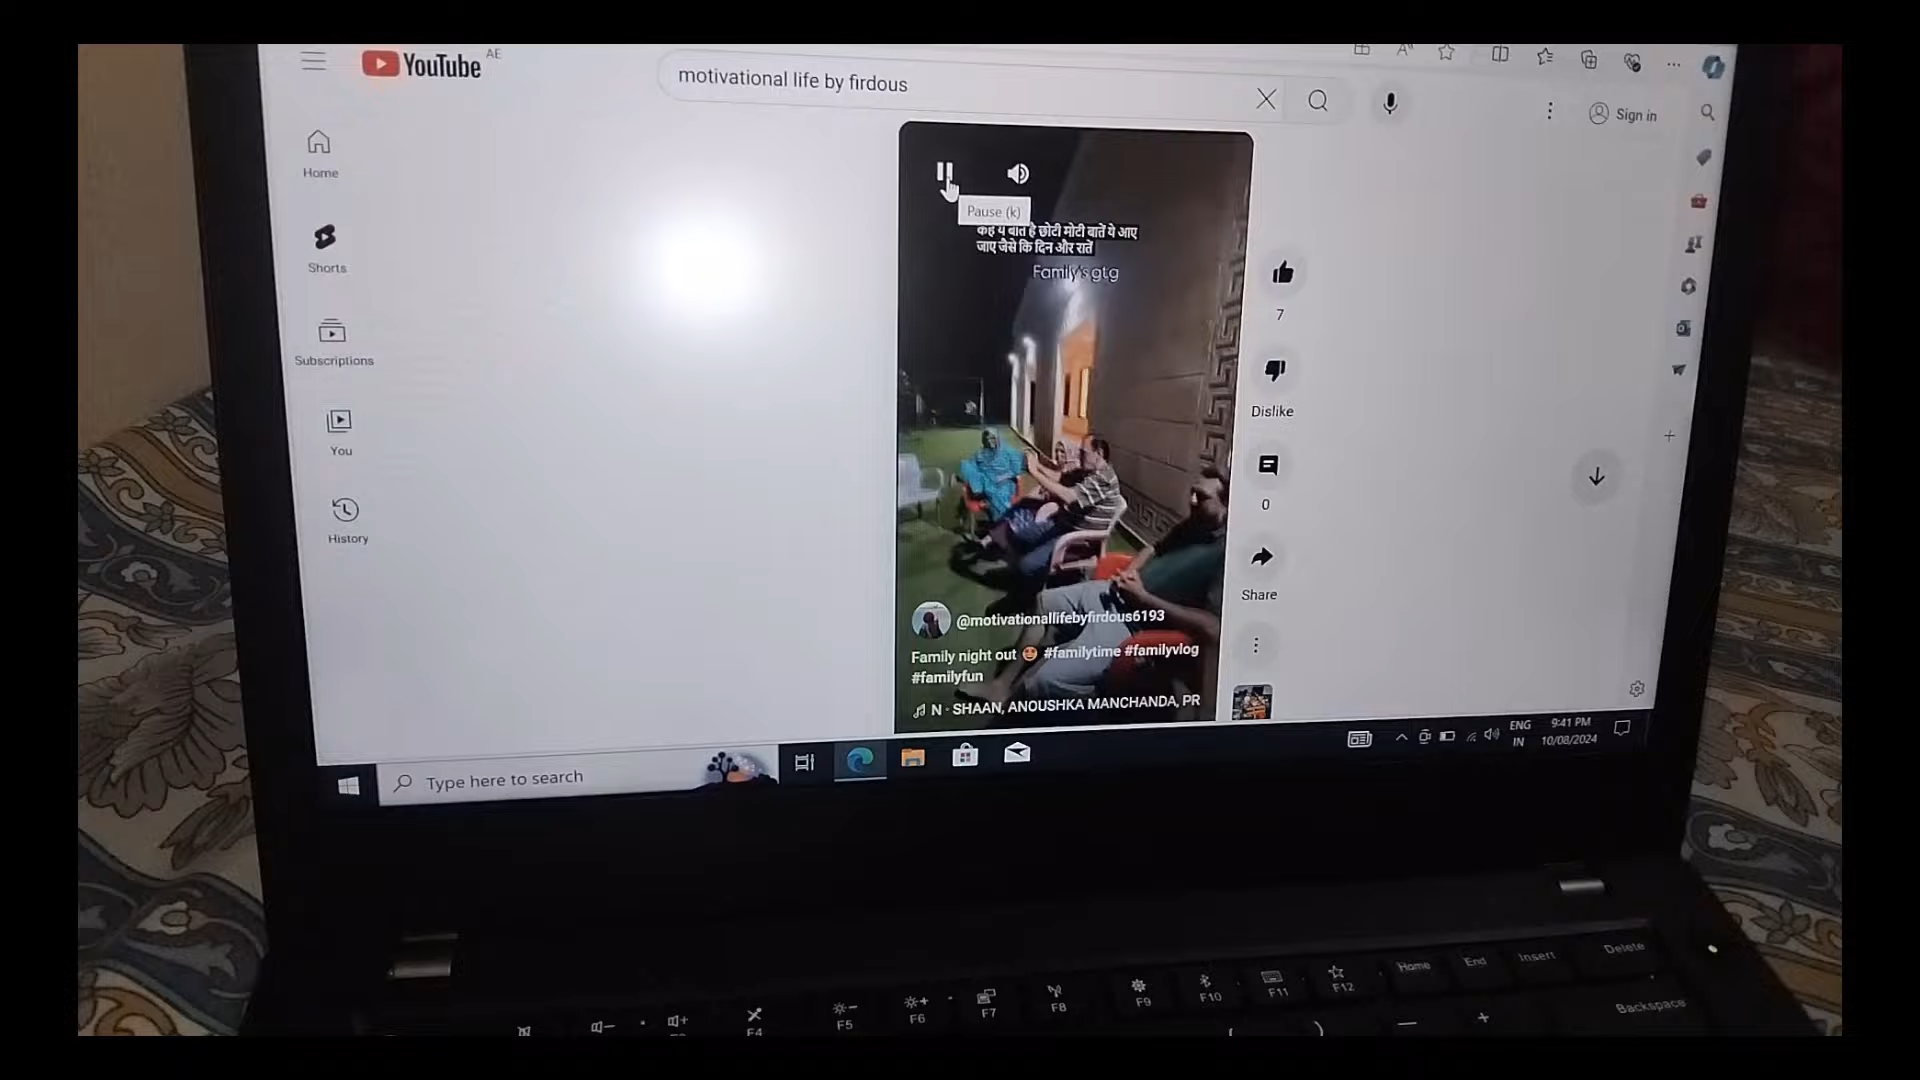 YouTube AE
motivational life by firdous
Sign in
Home
Shorts
Subscriptions
You
History
Pause (k)
है छोटी मोटी बातें ये आए
जाए जैसे कि दिन और रातें
Family's gtg
7
Dislike
0
Share
@motivationallifebyfirdous6193
Family night out 🤩 #familytime #familyvlog
#familyfun
N - SHAAN, ANOUSHKA MANCHANDA, PR
Type here to search
ENG
IN
9:41 PM
10/08/2024
F4
F5
F6
F7
F8
F9
F10
F11
F12
Home
End
Insert
Delete
Backspace